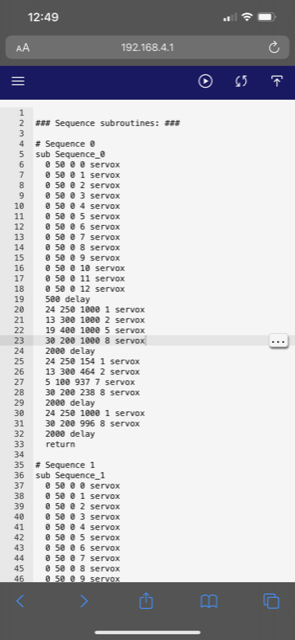 12:49
AA
192.168.4.1
1
2 ### Sequence subroutines: ###
3
4 # Sequence 0
5 sub Sequence_0
6 0 50 0 0 servox
7 0 50 0 1 servox
8 0 50 0 2 servox
9 0 50 0 3 servox
10 0 50 0 4 servox
11 0 50 0 5 servox
12 0 50 0 6 servox
13 0 50 0 7 servox
14 0 50 0 8 servox
15 0 50 0 9 servox
16 0 50 0 10 servox
17 0 50 0 11 servox
18 0 50 0 12 servox
19 500 delay
20 24 250 1000 1 servox
21 13 300 1000 2 servox
22 19 400 1000 5 servox
23 30 200 1000 8 servox
24 2000 delay
25 24 250 154 1 servox
26 13 300 464 2 servox
27 5 100 937 7 servox
28 30 200 238 8 servox
29 2000 delay
30 24 250 1000 1 servox
31 30 200 996 8 servox
32 2000 delay
33 return
34
35 # Sequence 1
36 sub Sequence_1
37 0 50 0 0 servox
38 0 50 0 1 servox
39 0 50 0 2 servox
40 0 50 0 3 servox
41 0 50 0 4 servox
42 0 50 0 5 servox
43 0 50 0 6 servox
44 0 50 0 7 servox
45 0 50 0 8 servox
46 0 50 0 9 servox